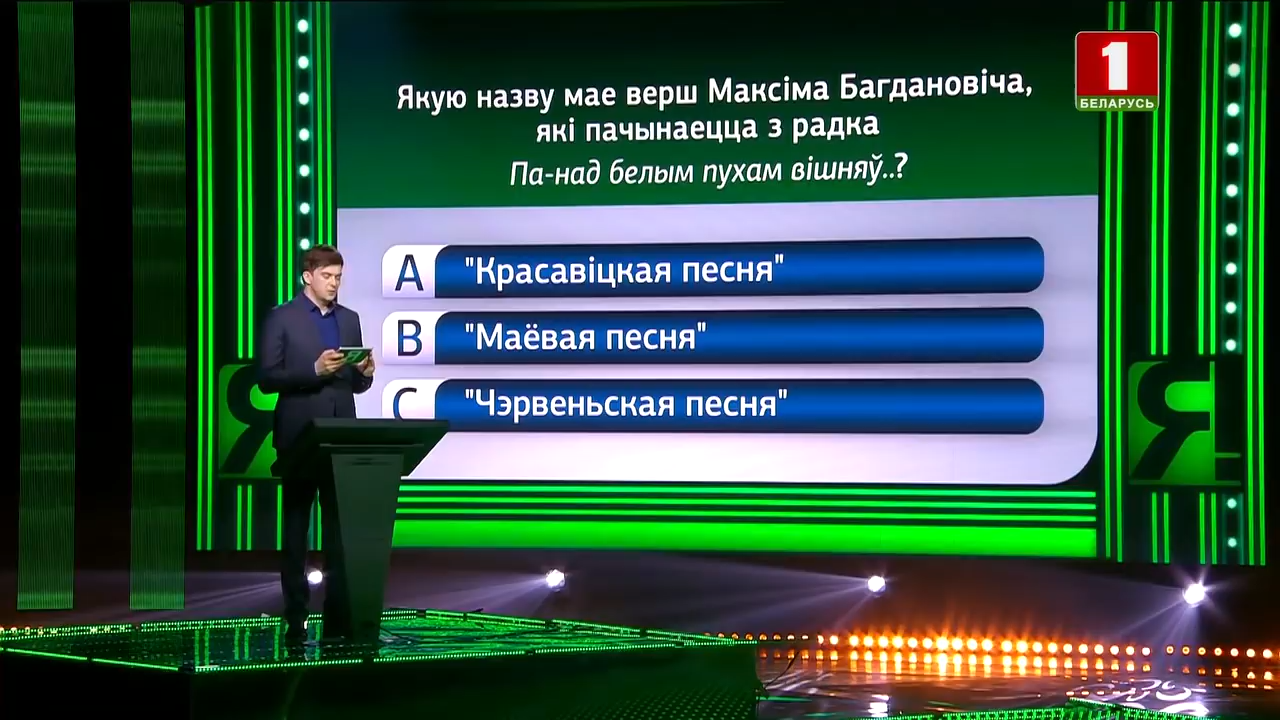 1
БЕЛАРУСЬ
Якую назву мае верш Максіма Багдановіча,
які пачынаецца з радка
Па-над белым пухам вішняў..?
A "Красавіцкая песня"
B "Маёвая песня"
C "Чэрвеньская песня"
Я
Я